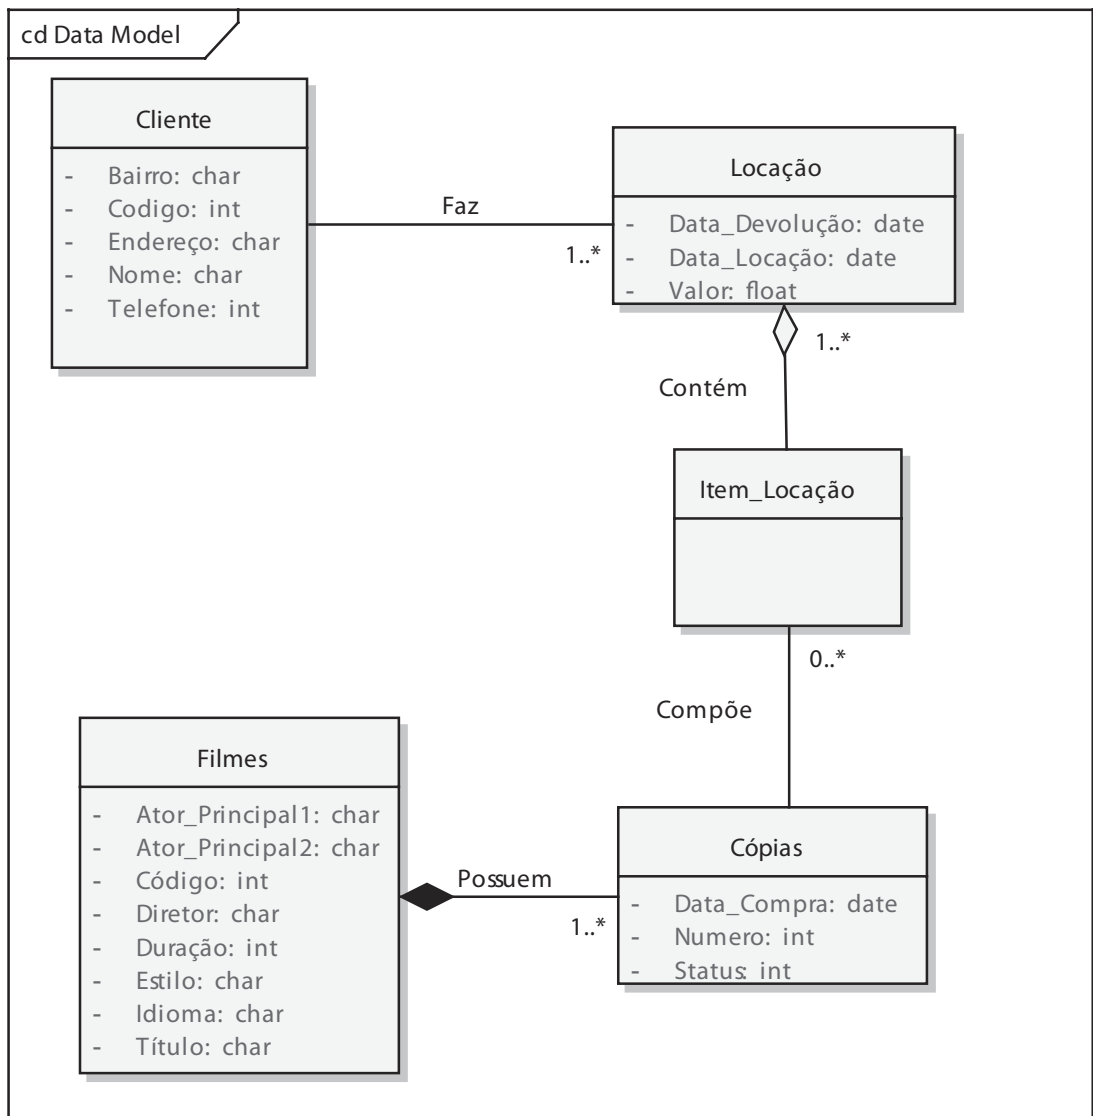 cd Data Model
Cliente
- Bairro: char
- Codigo: int
- Endereço: char
- Nome: char
- Telefone: int
Faz
1..*
Locação
- Data_Devolução: date
- Data_Locação: date
- Valor: float
1..*
Contém
Item_Locação
0..*
Compõe
Filmes
- Ator_Principal1: char
- Ator_Principal2: char
- Código: int
- Diretor: char
- Duração: int
- Estilo: char
- Idioma: char
- Título: char
Possuem
1..*
Cópias
- Data_Compra: date
- Numero: int
- Status: int